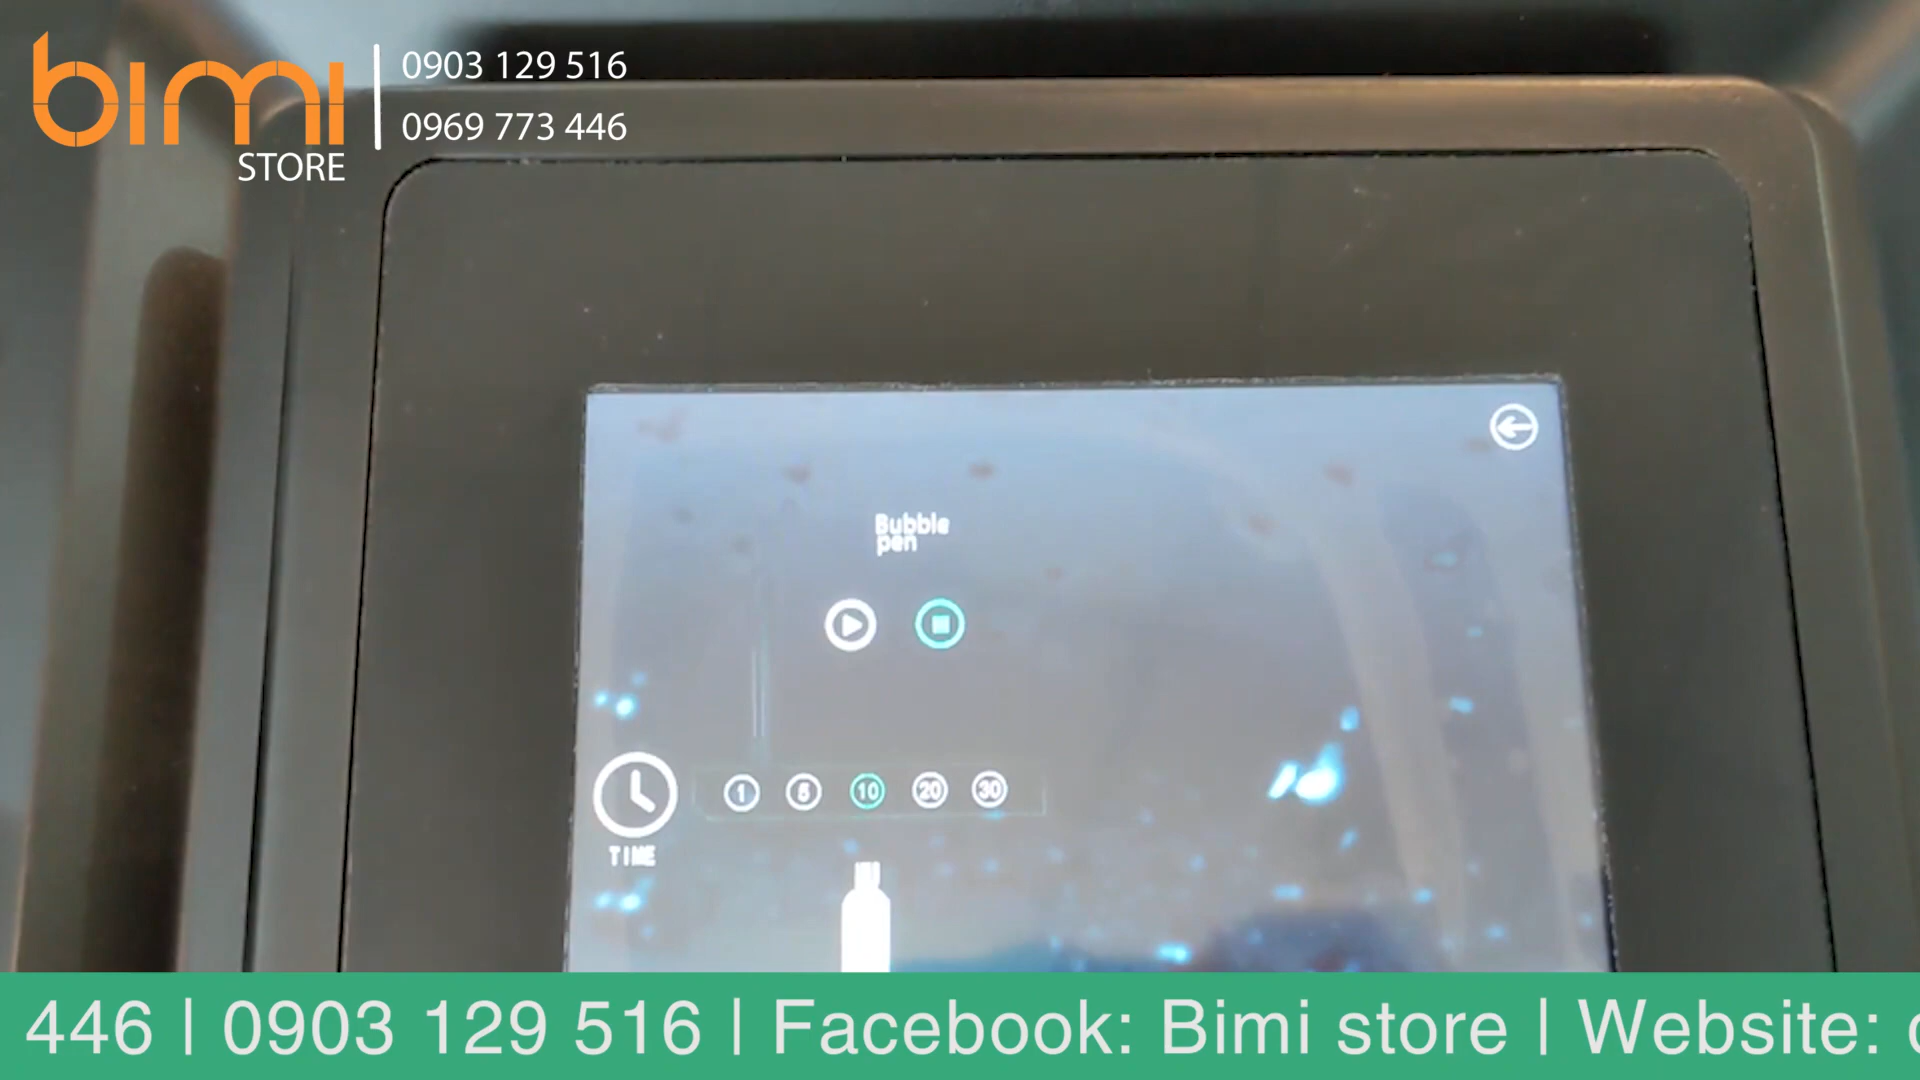 bimi
STORE
0903 129 516
0969 773 446
Bubble
pen
1 5 10 20 30
TIME
446 | 0903 129 516 | Facebook: Bimi store | Website: